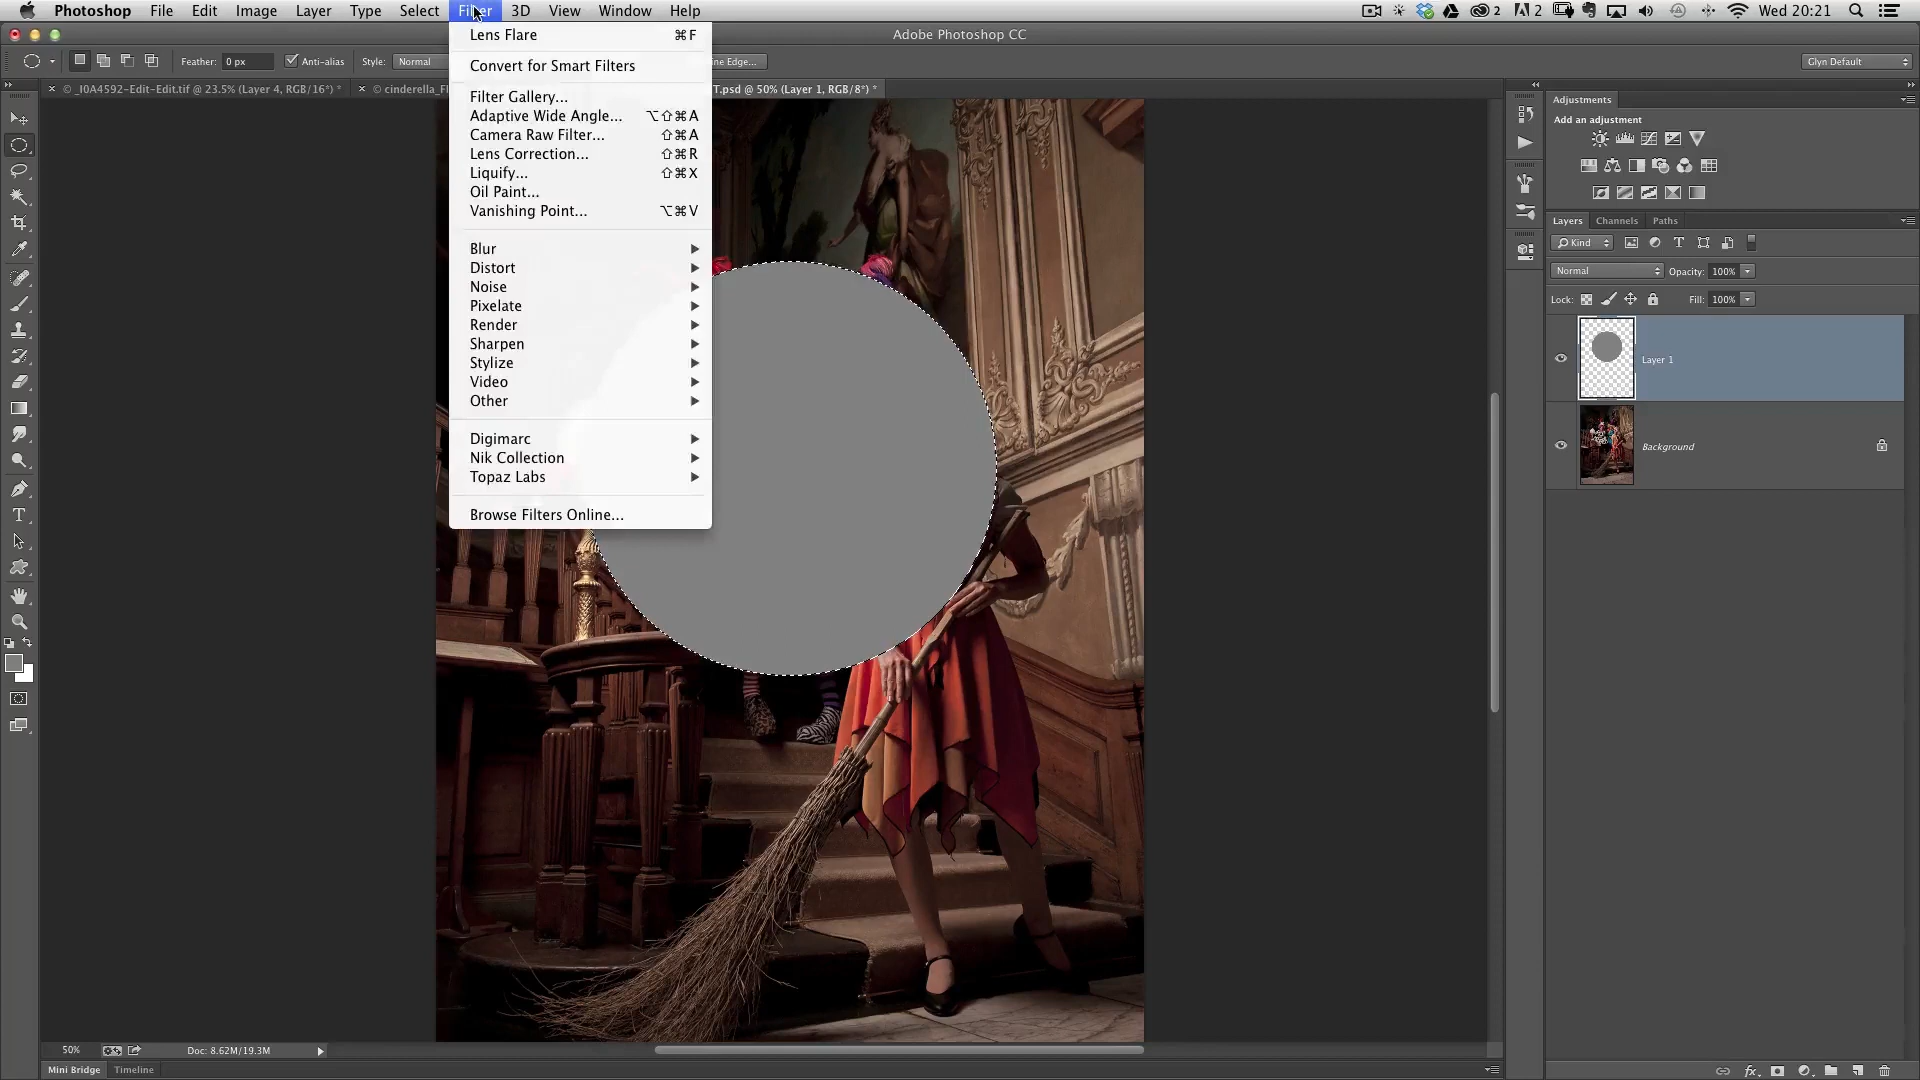 Photoshop File Edit Image Layer Type Select Filter 3D View Window Help 2 2 Wed 20:21
Adobe Photoshop CC
Feather: 0 px Anti-alias Style: Normal ne Edge... Glyn Default
© _I0A4592-Edit-Edit.tif @ 23.5% (Layer 4, RGB/16*) * © cinderella_Fl T.psd @ 50% (Layer 1, RGB/8*) *
Lens Flare ⌘F
Convert for Smart Filters
Filter Gallery...
Adaptive Wide Angle... ⌥⇧⌘A
Camera Raw Filter... ⇧⌘A
Lens Correction... ⇧⌘R
Liquify... ⇧⌘X
Oil Paint...
Vanishing Point... ⌥⌘V
Blur
Distort
Noise
Pixelate
Render
Sharpen
Stylize
Video
Other
Digimarc
Nik Collection
Topaz Labs
Browse Filters Online...
Adjustments
Add an adjustment
Layers Channels Paths
Kind
Normal Opacity: 100%
Lock: Fill: 100%
Layer 1
Background
50% Doc: 8.62M/19.3M
Mini Bridge Timeline